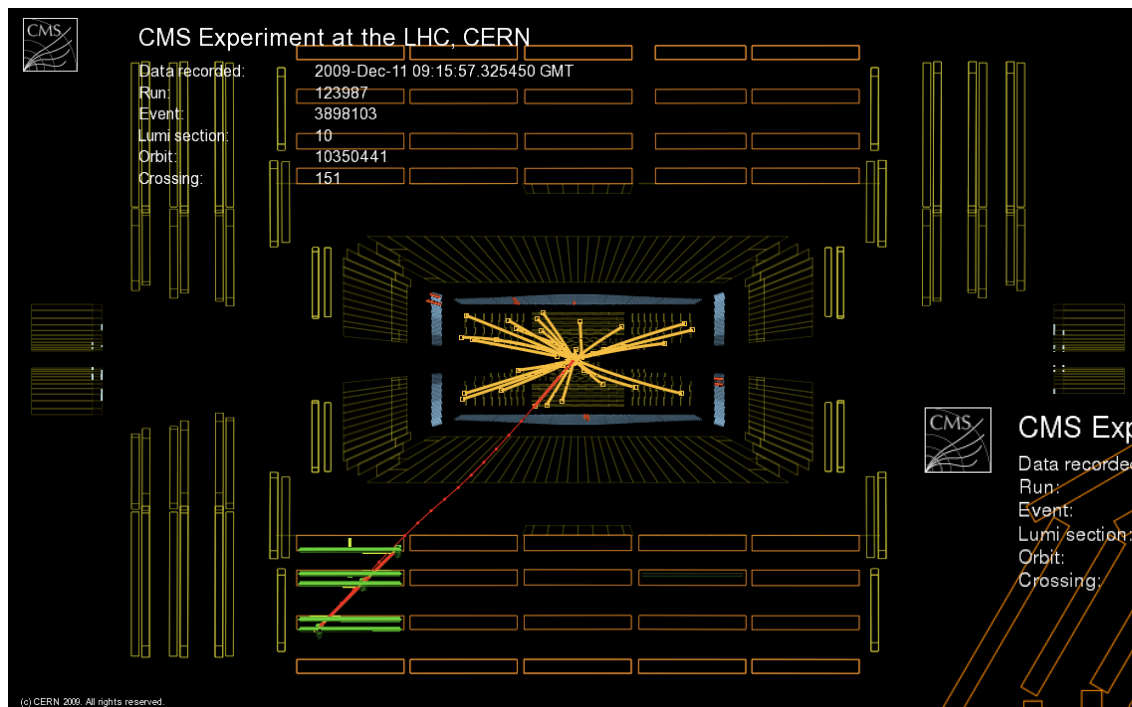 CMS
CMS Experiment at the LHC, CERN
Data recorded: 2009-Dec-11 09:15:57.325450 GMT
Run: 123987
Event: 3898103
Lumi section: 10
Orbit: 10350441
Crossing: 151
CMS
CMS Exp
Data recorded
Run:
Event:
Lumi section:
Orbit:
Crossing:
(c) CERN 2009. All rights reserved.